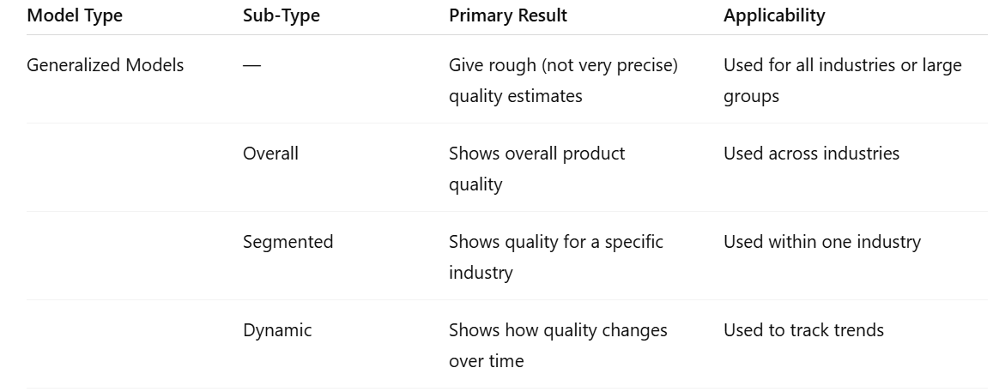 Model Type Sub-Type Primary Result Applicability
Generalized Models — Give rough (not very precise) Used for all industries or large
quality estimates groups
Overall Shows overall product Used across industries
quality
Segmented Shows quality for a specific Used within one industry
industry
Dynamic Shows how quality changes Used to track trends
over time